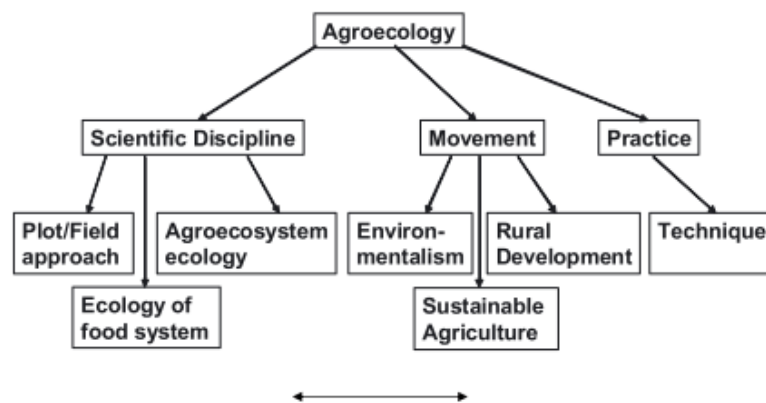 Agroecology
Scientific Discipline
Movement
Practice
Plot/Field
approach
Agroecosystem
ecology
Environ-
mentalism
Rural
Development
Technique
Ecology of
food system
Sustainable
Agriculture